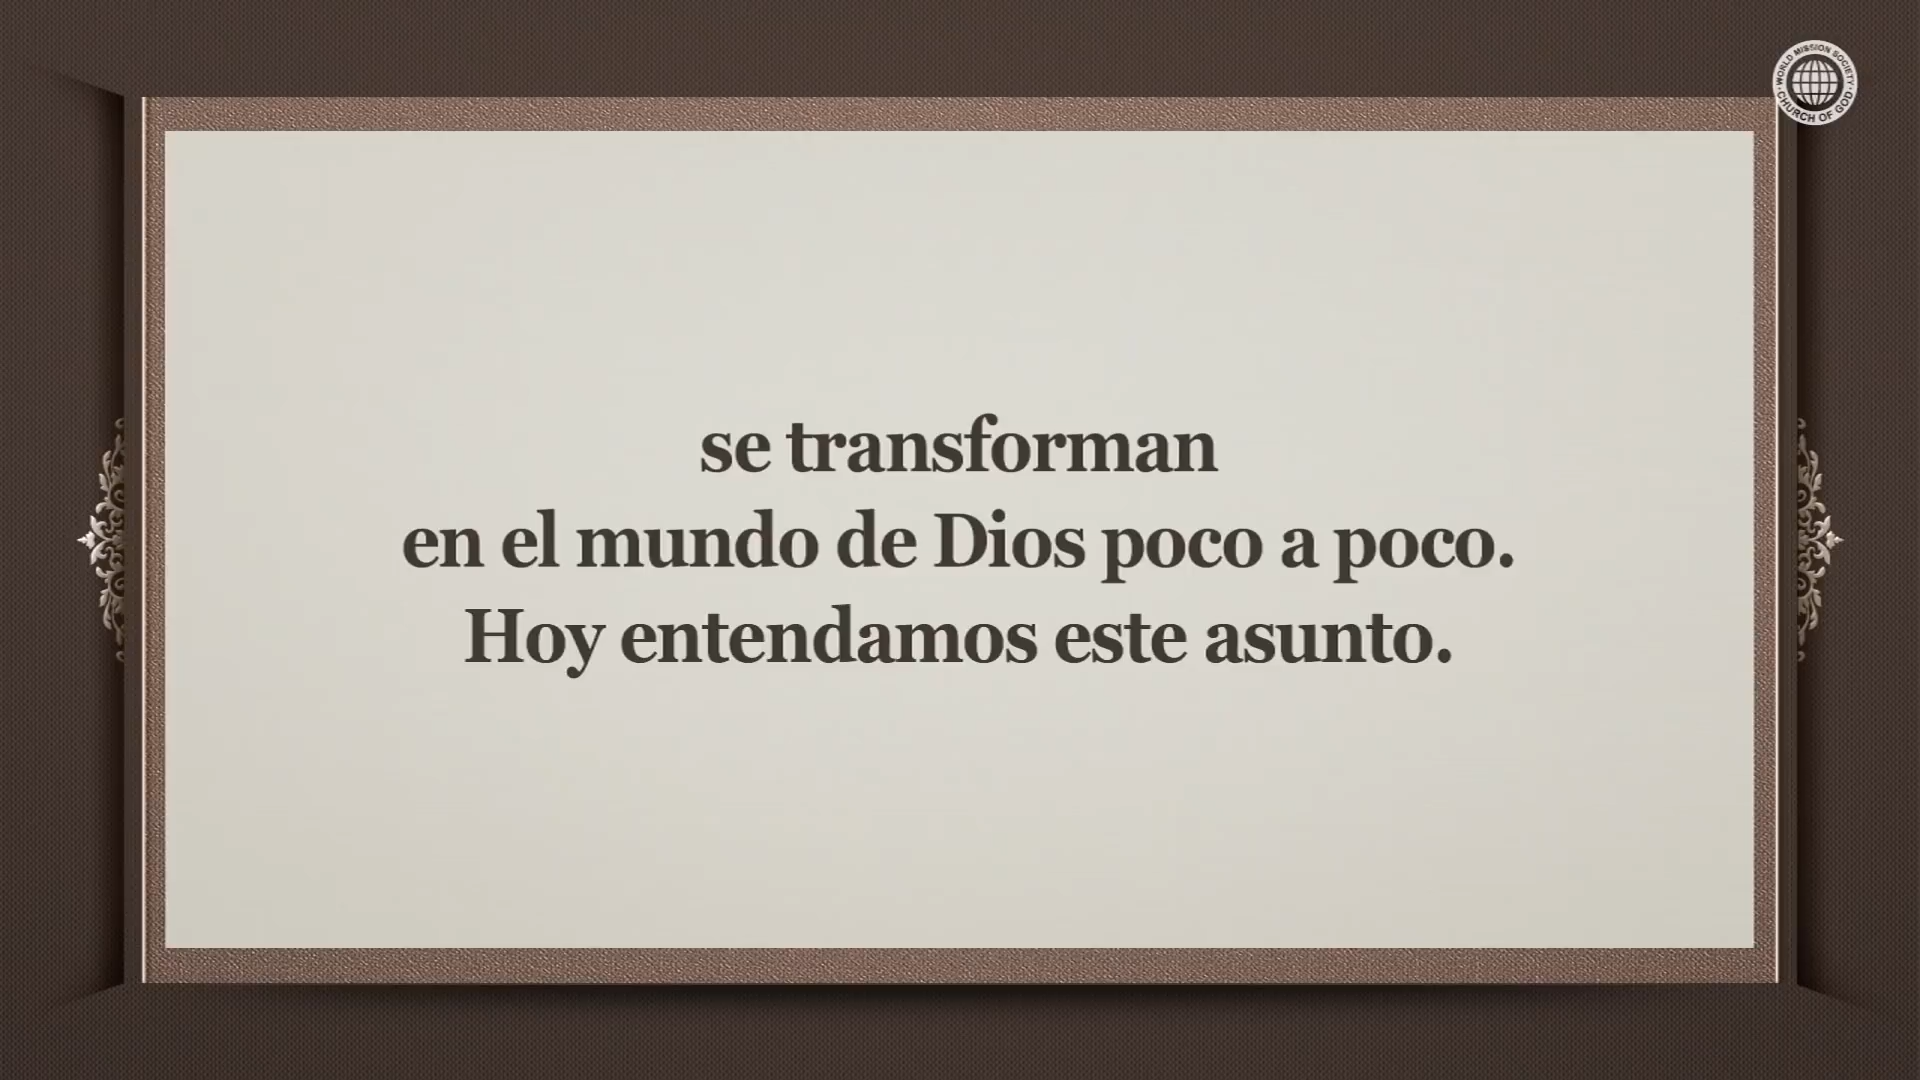 WORLD MISSION SOCIETY
CHURCH OF GOD
se transforman
en el mundo de Dios poco a poco.
Hoy entendamos este asunto.